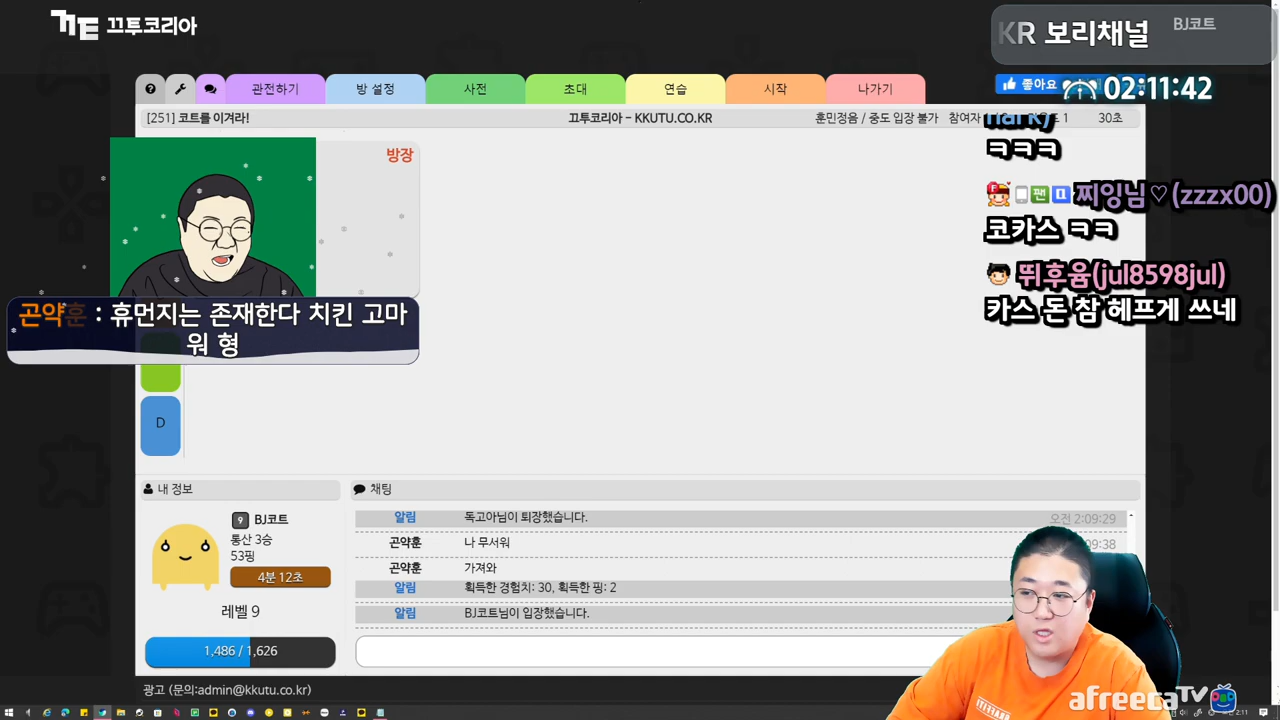 끄투코리아
KR 보리채널
BJ코트
관전하기
방 설정
사전
초대
연습
시작
나가기
좋아요
02:11:42
[251] 코트를 이겨라!
끄투코리아 - KKUTU.CO.KR
훈민정음 / 중도 입장 불가
참여자 1
30초
방장
ㅋㅋㅋ
찌잉님♡(zzzx00)
코카스 ㅋㅋ
뛰후윰(jul8598jul)
카스 돈 참 헤프게 쓰네
곤약훈 : 휴먼지는 존재한다 치킨 고마
워 형
D
내 정보
채팅
9 BJ코트
통산 3승
53핑
4분 12초
레벨 9
1,486 / 1,626
알림 독고아님이 퇴장했습니다. 오전 2:09:29
곤약훈 나 무서워 :09:38
곤약훈 가져와
알림 획득한 경험치: 30, 획득한 핑: 2
알림 BJ코트님이 입장했습니다.
광고 (문의:admin@kkutu.co.kr)
afreecaTV